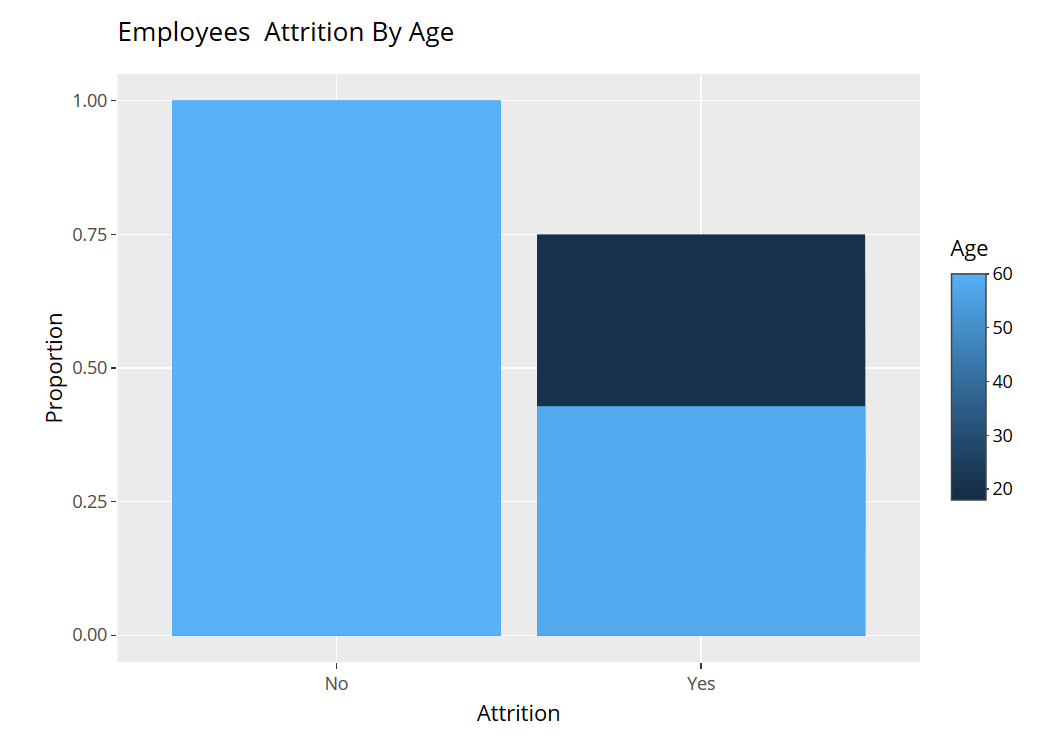 Employees  Attrition By Age
1.00
0.75
0.50
0.25
0.00
Proportion
No
Yes
Attrition
Age
60
50
40
30
20